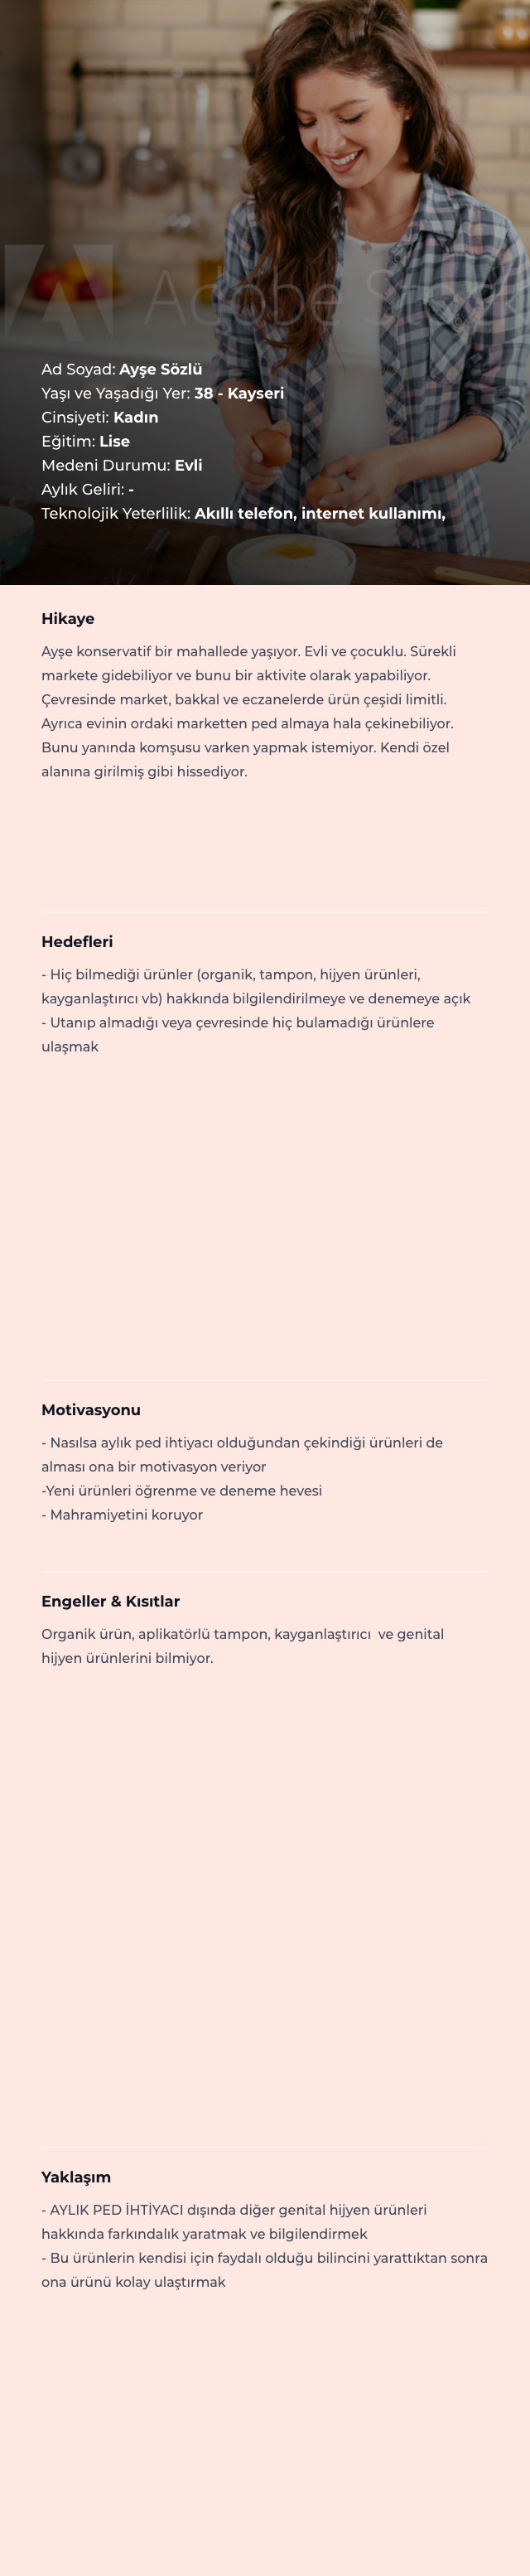 Adobe Stock
Ad Soyad: Ayşe Sözlü
Yaşı ve Yaşadığı Yer: 38 - Kayseri
Cinsiyeti: Kadın
Eğitim: Lise
Medeni Durumu: Evli
Aylık Geliri: -
Teknolojik Yeterlilik: Akıllı telefon, internet kullanımı,
Hikaye
Ayşe konservatif bir mahallede yaşıyor. Evli ve çocuklu. Sürekli
markete gidebiliyor ve bunu bir aktivite olarak yapabiliyor.
Çevresinde market, bakkal ve eczanelerde ürün çeşidi limitli.
Ayrıca evinin ordaki marketten ped almaya hala çekinebiliyor.
Bunu yanında komşusu varken yapmak istemiyor. Kendi özel
alanına girilmiş gibi hissediyor.
Hedefleri
- Hiç bilmediği ürünler (organik, tampon, hijyen ürünleri,
kayganlaştırıcı vb) hakkında bilgilendirilmeye ve denemeye açık
- Utanıp almadığı veya çevresinde hiç bulamadığı ürünlere
ulaşmak
Motivasyonu
- Nasılsa aylık ped ihtiyacı olduğundan çekindiği ürünleri de
alması ona bir motivasyon veriyor
-Yeni ürünleri öğrenme ve deneme hevesi
- Mahramiyetini koruyor
Engeller & Kısıtlar
Organik ürün, aplikatörlü tampon, kayganlaştırıcı  ve genital
hijyen ürünlerini bilmiyor.
Yaklaşım
- AYLIK PED İHTİYACI dışında diğer genital hijyen ürünleri
hakkında farkındalık yaratmak ve bilgilendirmek
- Bu ürünlerin kendisi için faydalı olduğu bilincini yarattıktan sonra
ona ürünü kolay ulaştırmak